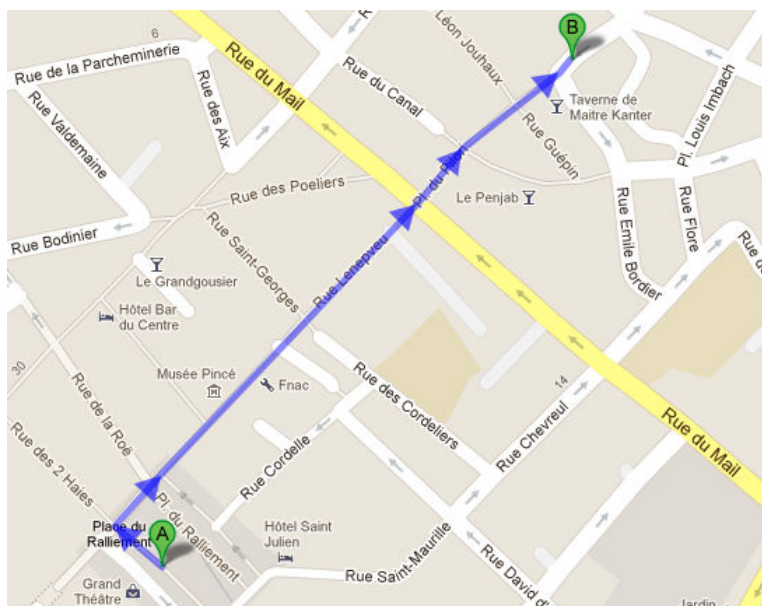 6
Rue de la Parcheminerie
Rue du Mail
Léon Jouhaux
B
Rue du Canal
Rue des Aix
Rue Valdemaine
Taverne de
Maitre Kanter
Pl. Louis Imbach
Rue Guépin
Pl. du Pilori
Rue des Poeliers
Le Penjab
Rue Bodinier
Rue Saint-Georges
Rue Lenepveu
Rue Emile Bordier
Rue Flore
Le Grandgousier
Hôtel Bar
du Centre
30
Musée Pincé
Fnac
14
Rue de la Roë
Rue des Cordeliers
Rue Chevreul
Rue du Mail
Rue des 2 Haies
Rue Cordelle
Pl. du Ralliement
Place du
Ralliement
A
Hôtel Saint
Julien
Rue Saint-Maurille
Rue David d'
Grand
Théâtre
Jardin